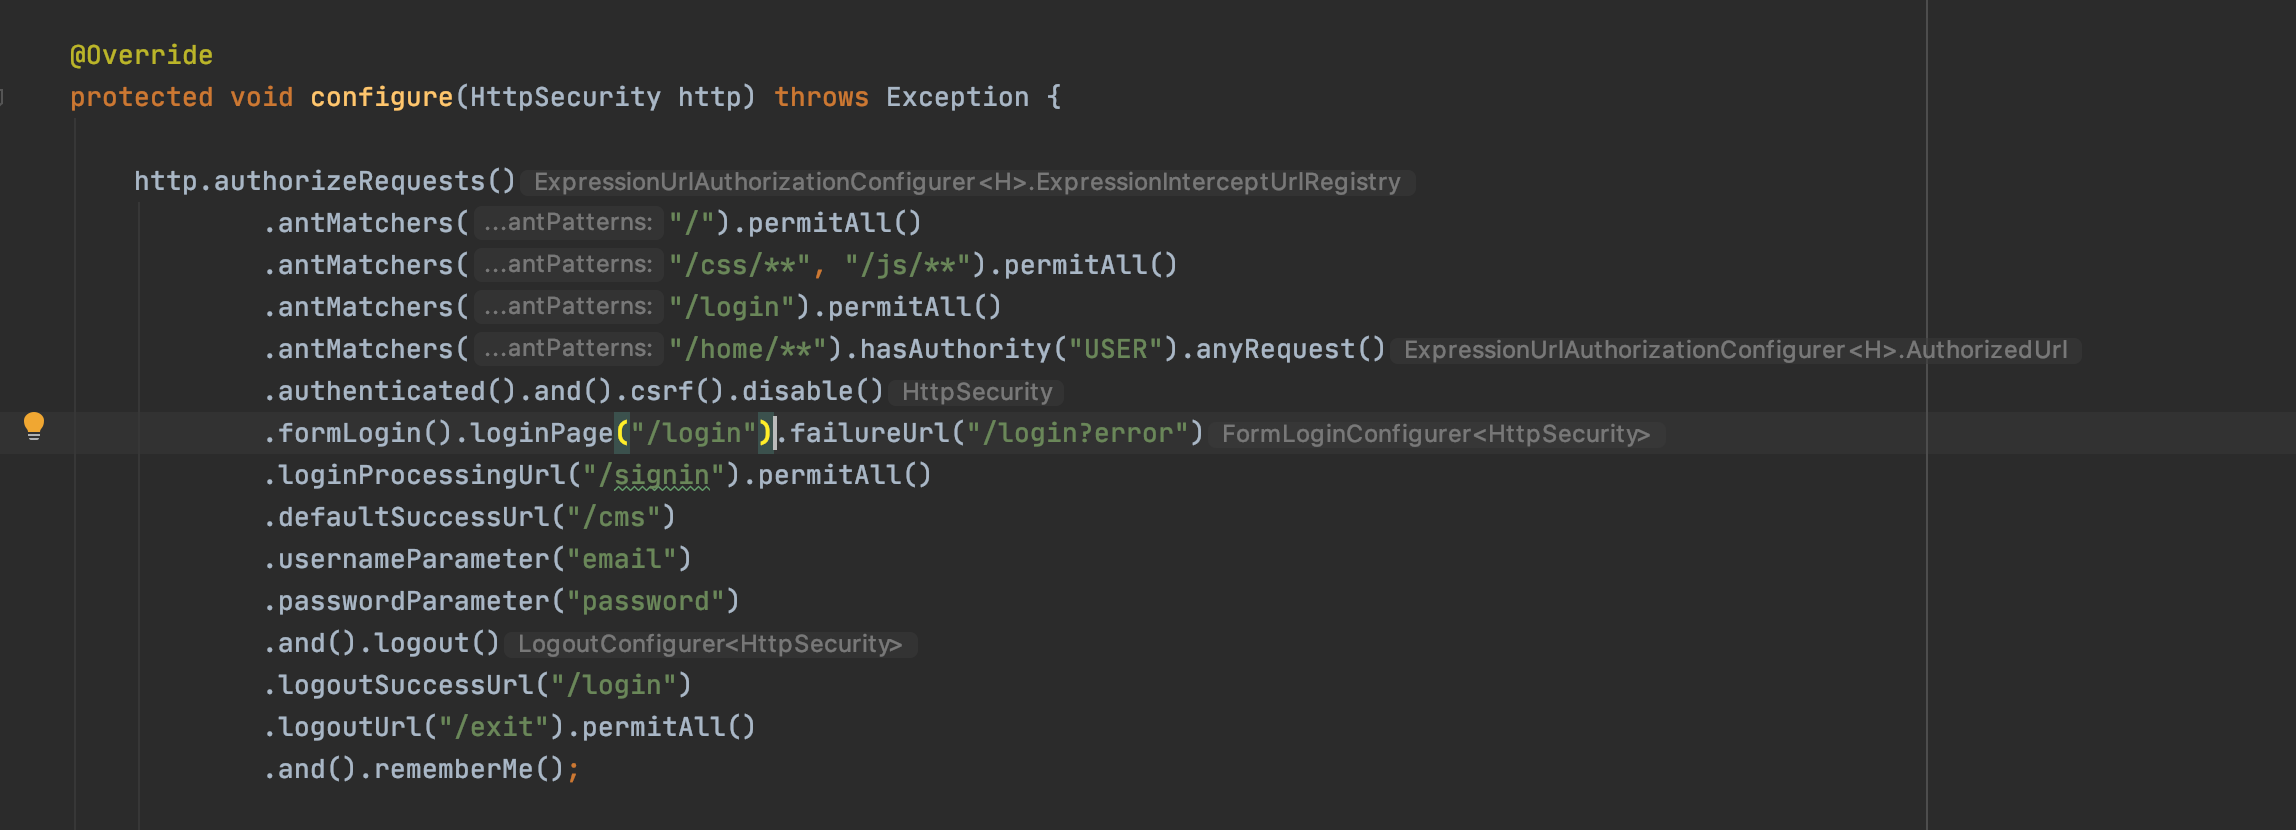 @Override
protected void configure(HttpSecurity http) throws Exception {
http.authorizeRequests() ExpressionUrlAuthorizationConfigurer<H>.ExpressionInterceptUrlRegistry
.antMatchers( ...antPatterns: "/").permitAll()
.antMatchers( ...antPatterns: "/css/**", "/js/**").permitAll()
.antMatchers( ...antPatterns: "/login").permitAll()
.antMatchers( ...antPatterns: "/home/**").hasAuthority("USER").anyRequest() ExpressionUrlAuthorizationConfigurer<H>.AuthorizedUrl
.authenticated().and().csrf().disable() HttpSecurity
.formLogin().loginPage("/login").failureUrl("/login?error") FormLoginConfigurer<HttpSecurity>
.loginProcessingUrl("/signin").permitAll()
.defaultSuccessUrl("/cms")
.usernameParameter("email")
.passwordParameter("password")
.and().logout() LogoutConfigurer<HttpSecurity>
.logoutSuccessUrl("/login")
.logoutUrl("/exit").permitAll()
.and().rememberMe();